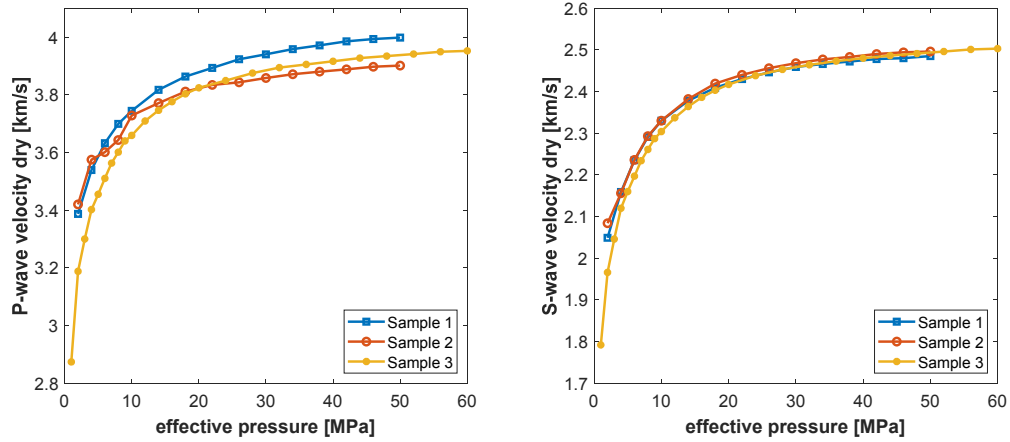 P-wave velocity dry [km/s]
4
3.8
3.6
3.4
3.2
3
2.8
0 10 20 30 40 50 60
effective pressure [MPa]
Sample 1
Sample 2
Sample 3
S-wave velocity dry [km/s]
2.6
2.5
2.4
2.3
2.2
2.1
2
1.9
1.8
1.7
0 10 20 30 40 50 60
effective pressure [MPa]
Sample 1
Sample 2
Sample 3